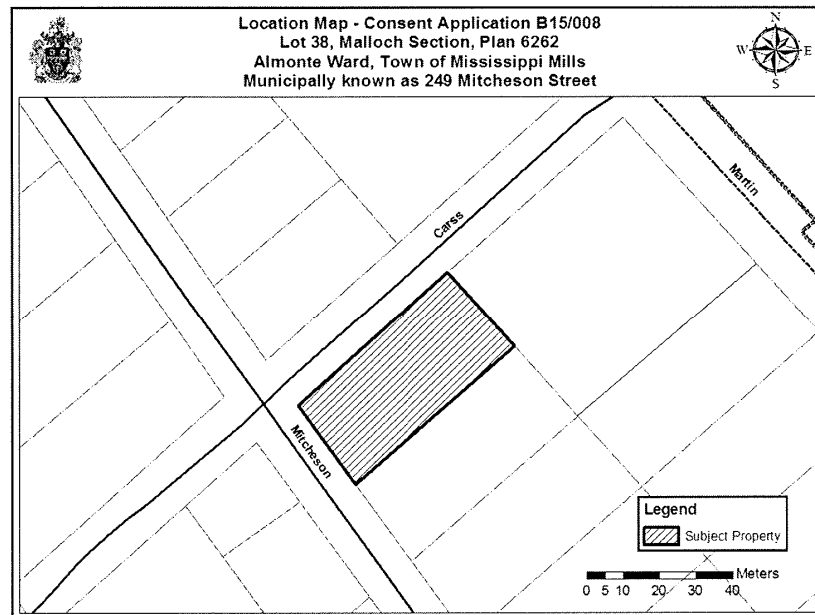 Location Map - Consent Application B15/008
Lot 38, Malloch Section, Plan 6262
Almonte Ward, Town of Mississippi Mills
Municipally known as 249 Mitcheson Street
N
W
E
S
Martin
Carss
Mitcheson
Legend
Subject Property
Meters
0 5 10 20 30 40